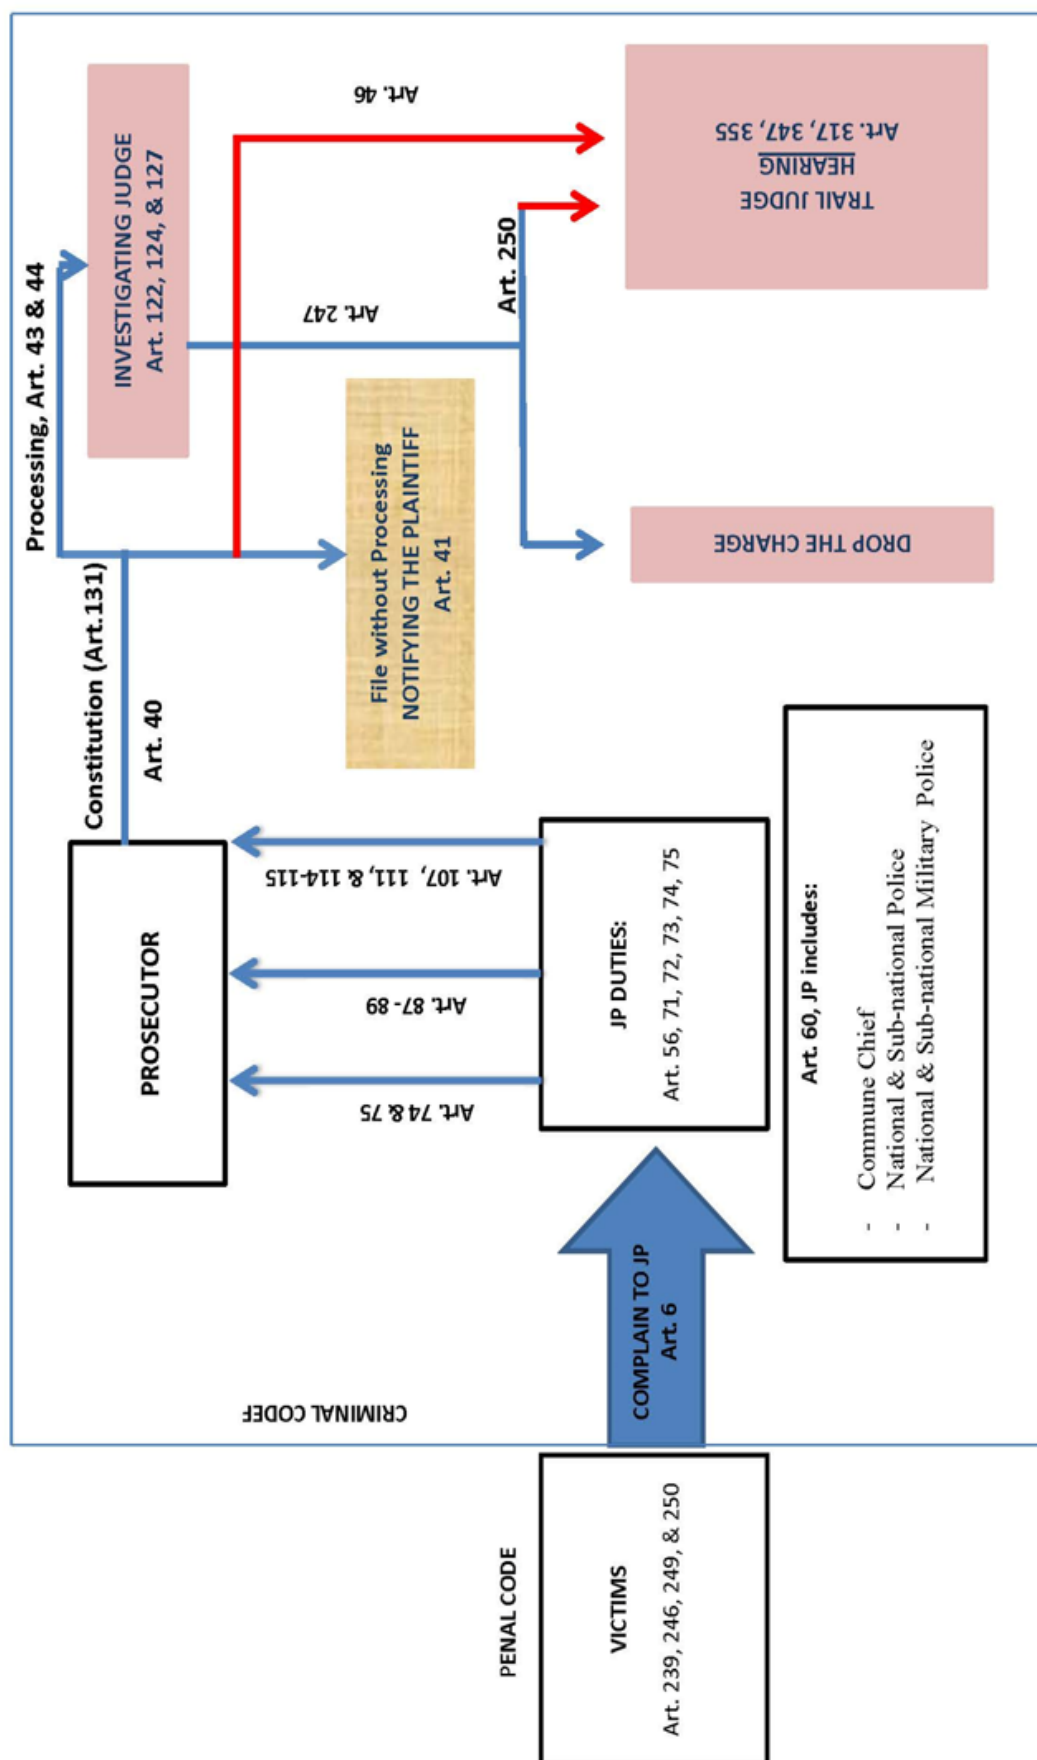 PENAL CODE
VICTIMS
Art. 239, 246, 249, & 250
CRIMINAL CODEF
COMPLAIN TO JP
Art. 6
PROSECUTOR
Art. 74 & 75
Art. 87- 89
Art. 107, 111, & 114-115
JP DUTIES:
Art. 56, 71, 72, 73, 74, 75
Art. 60, JP includes:
- Commune Chief
- National & Sub-national Police
- National & Sub-national Military Police
Constitution (Art.131)
Art. 40
Processing, Art. 43 & 44
File without Processing
NOTIFYING THE PLAINTIFF
Art. 41
INVESTIGATING JUDGE
Art. 122, 124, & 127
Art. 247
Art. 46
Art. 250
DROP THE CHARGE
TRAIL JUDGE
HEARING
Art. 317, 347, 355